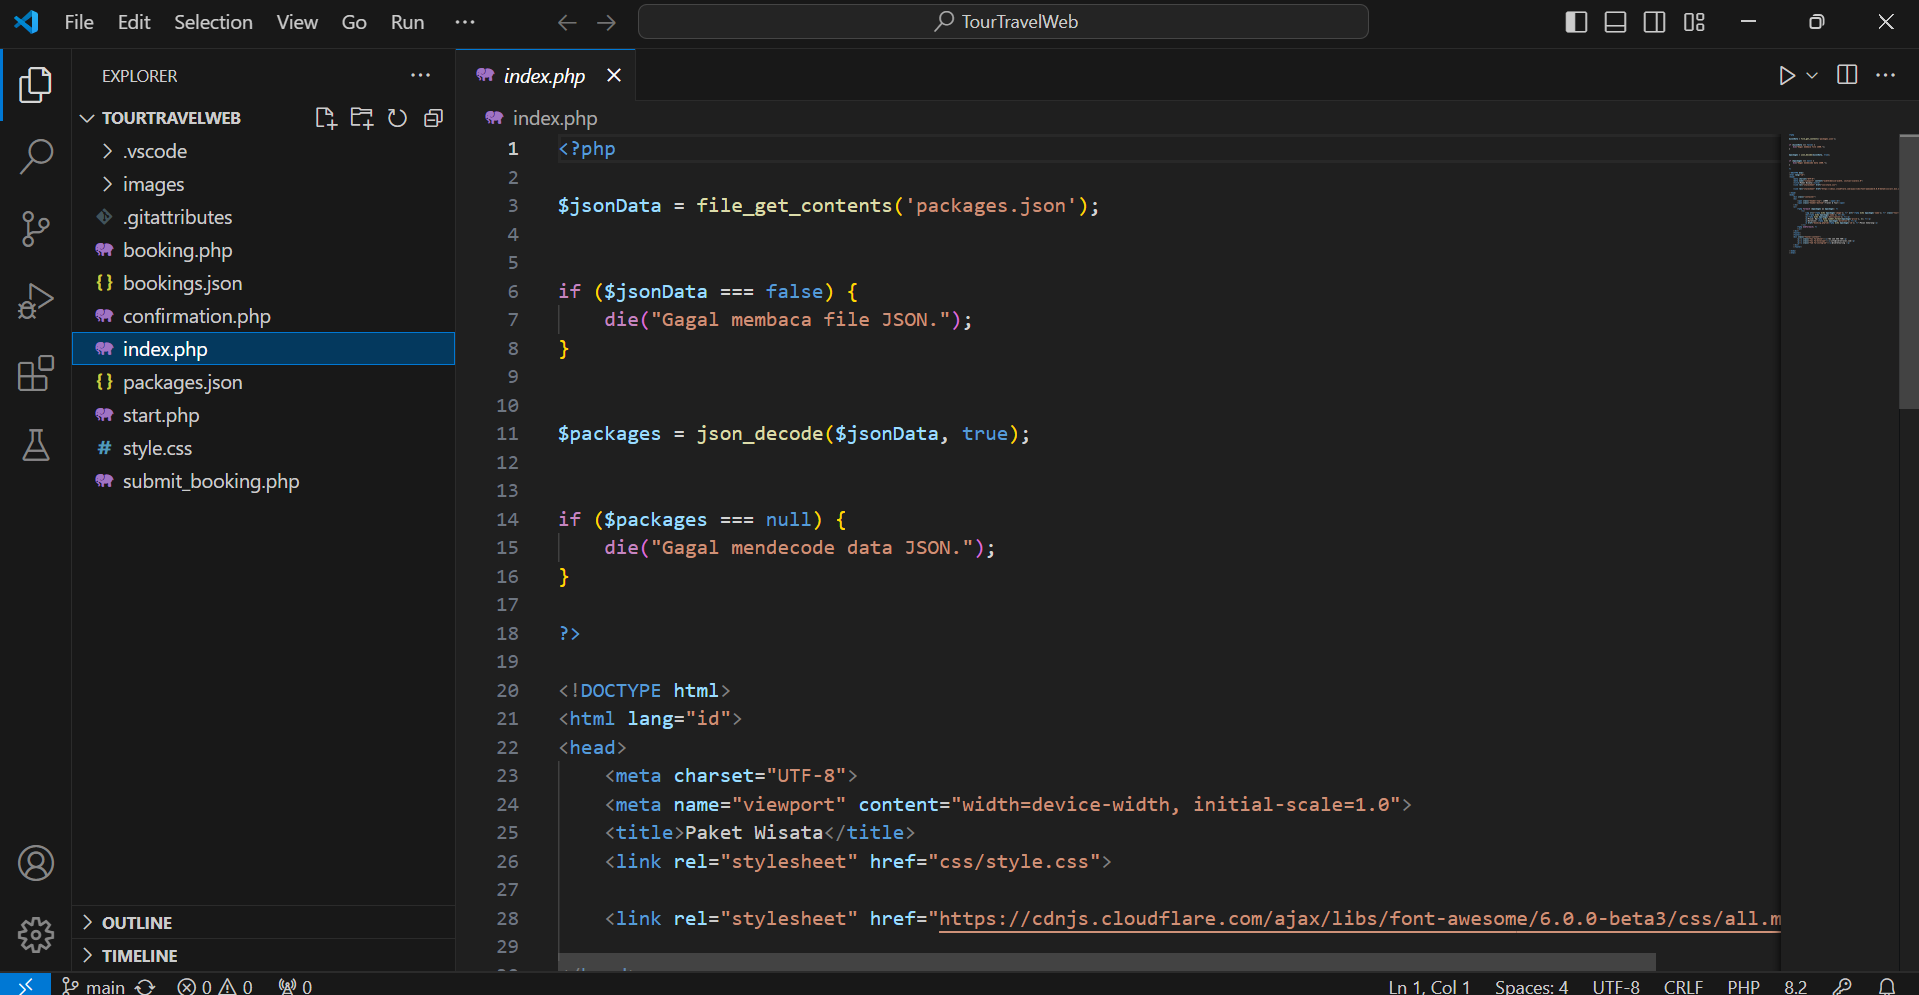 File Edit Selection View Go Run
TourTravelWeb
EXPLORER
TOURTRAVELWEB
.vscode
images
.gitattributes
booking.php
bookings.json
confirmation.php
index.php
packages.json
start.php
style.css
submit_booking.php
OUTLINE
TIMELINE
index.php
index.php
1 <?php
2
3 $jsonData = file_get_contents('packages.json');
4
5
6 if ($jsonData === false) {
7     die("Gagal membaca file JSON.");
8 }
9
10
11 $packages = json_decode($jsonData, true);
12
13
14 if ($packages === null) {
15     die("Gagal mendecode data JSON.");
16 }
17
18 ?>
19
20 <!DOCTYPE html>
21 <html lang="id">
22 <head>
23     <meta charset="UTF-8">
24     <meta name="viewport" content="width=device-width, initial-scale=1.0">
25     <title>Paket Wisata</title>
26     <link rel="stylesheet" href="css/style.css">
27
28     <link rel="stylesheet" href="https://cdnjs.cloudflare.com/ajax/libs/font-awesome/6.0.0-beta3/css/all.m
29
main 0 0 0 Ln 1, Col 1 Spaces: 4 UTF-8 CRLF PHP 8.2